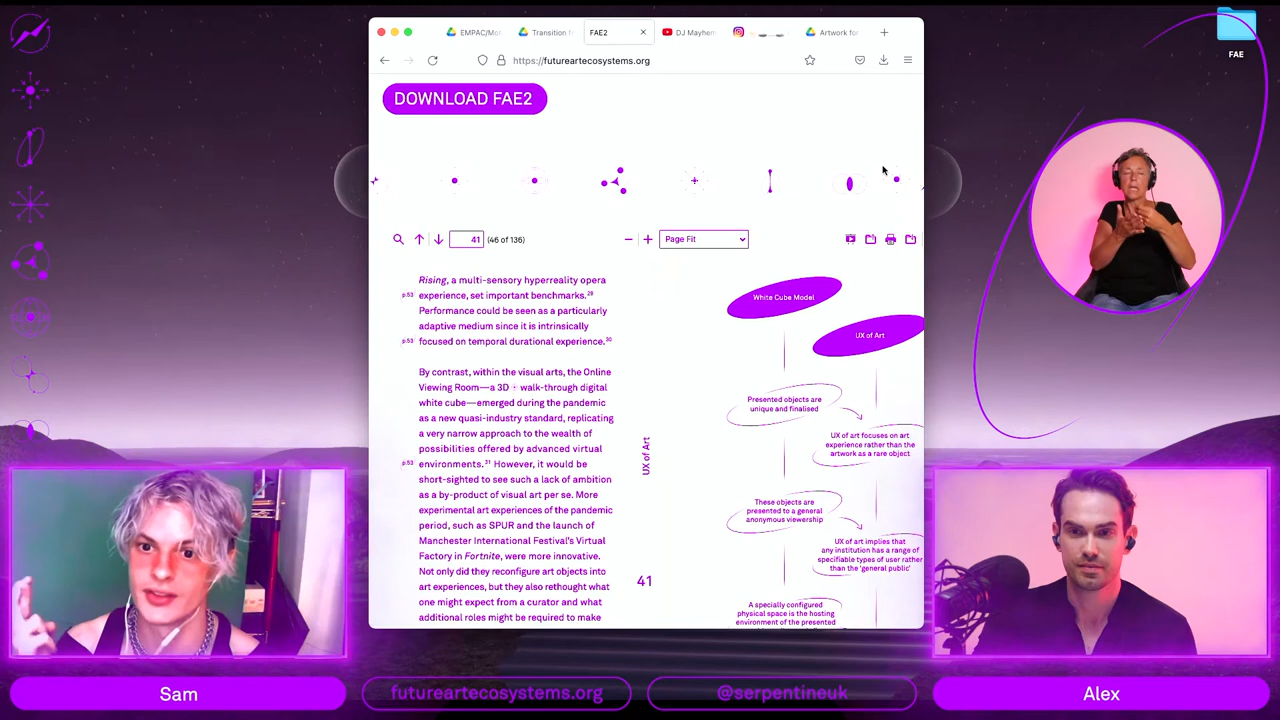 EMPAC/Mor
Transition f
FAE2
DJ Mayhem
Artwork for
https://futureartecosystems.org
FAE
DOWNLOAD FAE2
41
(46 of 136)
Page Fit
Rising, a multi-sensory hyperreality opera
p.53 experience, set important benchmarks.29
Performance could be seen as a particularly
adaptive medium since it is intrinsically
p.53 focused on temporal durational experience.30
By contrast, within the visual arts, the Online
Viewing Room—a 3D walk-through digital
white cube—emerged during the pandemic
as a new quasi-industry standard, replicating
a very narrow approach to the wealth of
possibilities offered by advanced virtual
p.53 environments.31 However, it would be
short-sighted to see such a lack of ambition
as a by-product of visual art per se. More
experimental art experiences of the pandemic
period, such as SPUR and the launch of
Manchester International Festival's Virtual
Factory in Fortnite, were more innovative.
Not only did they reconfigure art objects into
art experiences, but they also rethought what
one might expect from a curator and what
additional roles might be required to make
UX of Art
41
White Cube Model
UX of Art
Presented objects are
unique and finalised
UX of art focuses on art
experience rather than the
artwork as a rare object
These objects are
presented to a general
anonymous viewership
UX of art implies that
any institution has a range of
specifiable types of user rather
than the 'general public'
A specially configured
physical space is the hosting
environment of the presented
Sam
futureartecosystems.org
@serpentineuk
Alex